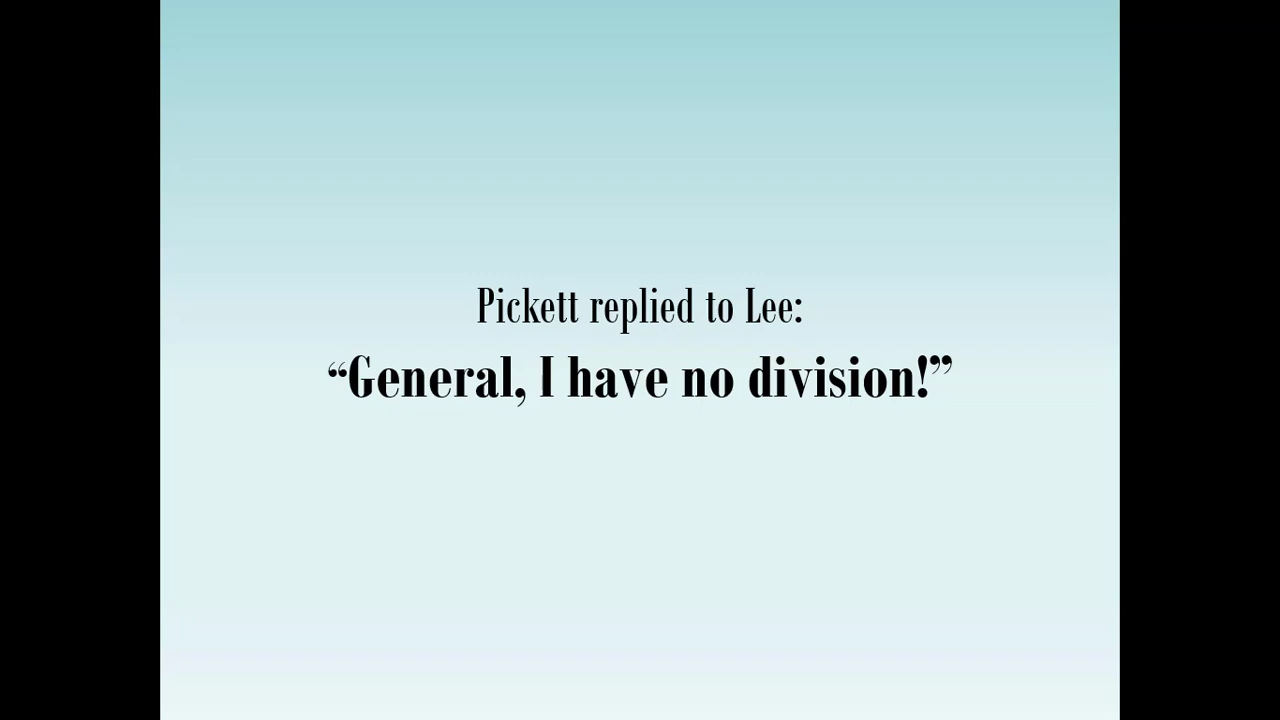 Pickett replied to Lee:
“General, I have no division!”